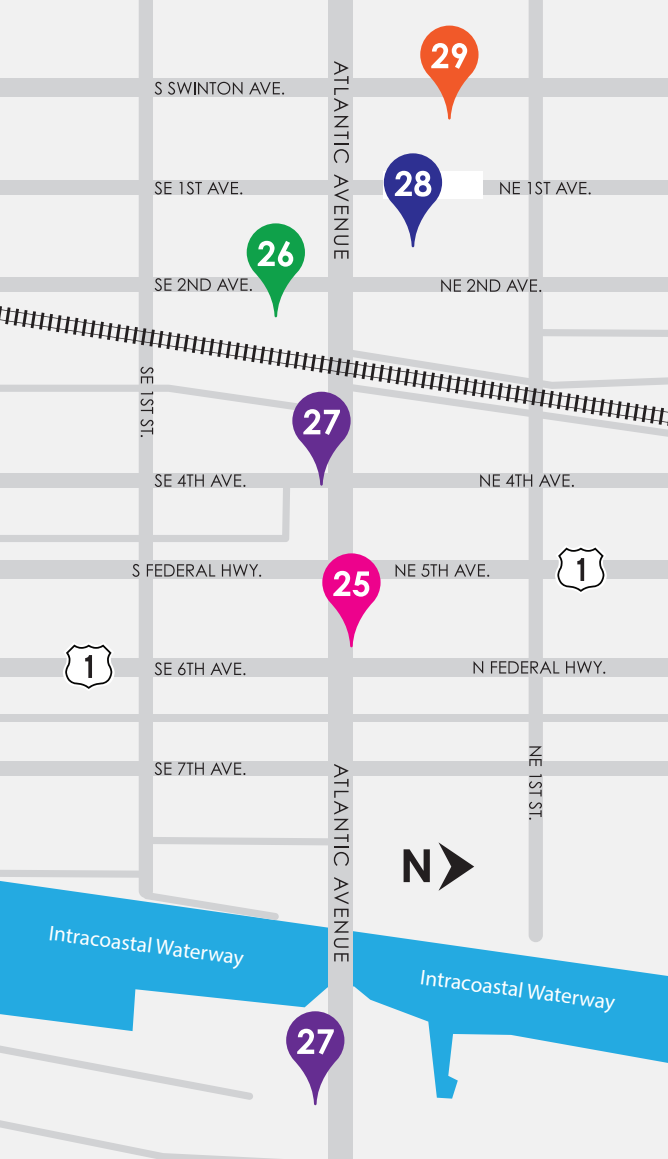 29
S SWINTON AVE.
ATLANTIC AVENUE
28
SE 1ST AVE.
NE 1ST AVE.
26
SE 2ND AVE.
NE 2ND AVE.
SE 1ST ST.
27
SE 4TH AVE.
NE 4TH AVE.
S FEDERAL HWY.
25
NE 5TH AVE.
1
1
SE 6TH AVE.
N FEDERAL HWY.
SE 7TH AVE.
NE 1ST ST.
ATLANTIC AVENUE
N
Intracoastal Waterway
Intracoastal Waterway
27